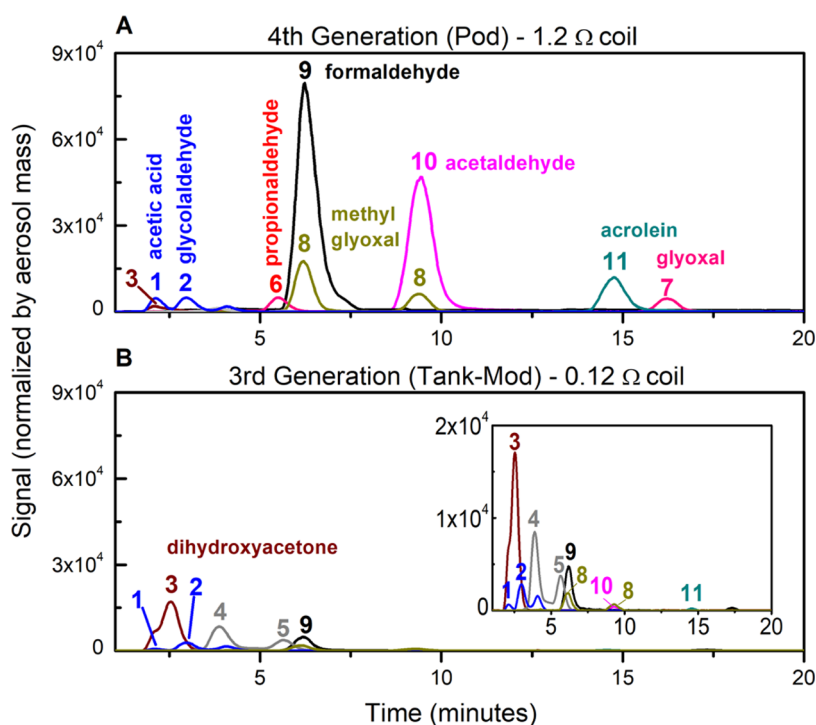 A
4th Generation (Pod) - 1.2 Ω coil
9x10⁴
6x10⁴
3x10⁴
0
Signal (normalized by aerosol mass)
3
1
acetic acid
2
glycolaldehyde
6
propionaldehyde
9
formaldehyde
8
methyl
glyoxal
10 acetaldehyde
8
acrolein
11
glyoxal
7
5
10
15
20
B
3rd Generation (Tank-Mod) - 0.12 Ω coil
9x10⁴
6x10⁴
3x10⁴
0
dihydroxyacetone
1
3
2
4
5
9
2x10⁴
1x10⁴
0
3
4
1
2
5
9
8
10
8
11
5
10
15
20
5
10
15
20
Time (minutes)